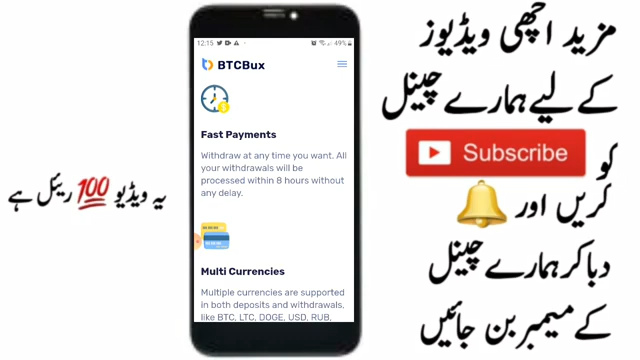 یہ ویڈیو 💯 ریئل ہے
12:15
49%
BTCBux
Fast Payments
Withdraw at any time you want. All
your withdrawals will be
processed within 8 hours without
any delay.
Multi Currencies
Multiple currencies are supported
in both deposits and withdrawals,
like BTC, LTC, DOGE, USD, RUB,
مزید اچھی ویڈیوز
کے لیے ہمارے چینل
Subscribe کو
کریں اور 🔔
دبا کر ہمارے چینل
کے میمبر بن جائیں